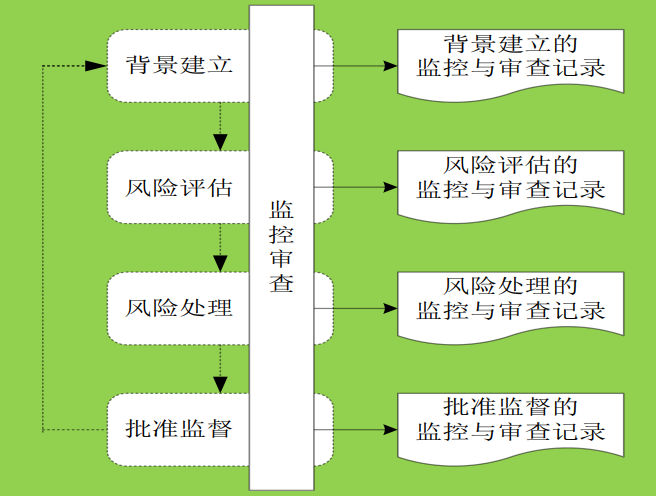 背景建立
背景建立的
监控与审查记录
风险评估
风险评估的
监控与审查记录
监
控
审
查
风险处理
风险处理的
监控与审查记录
批准监督
批准监督的
监控与审查记录